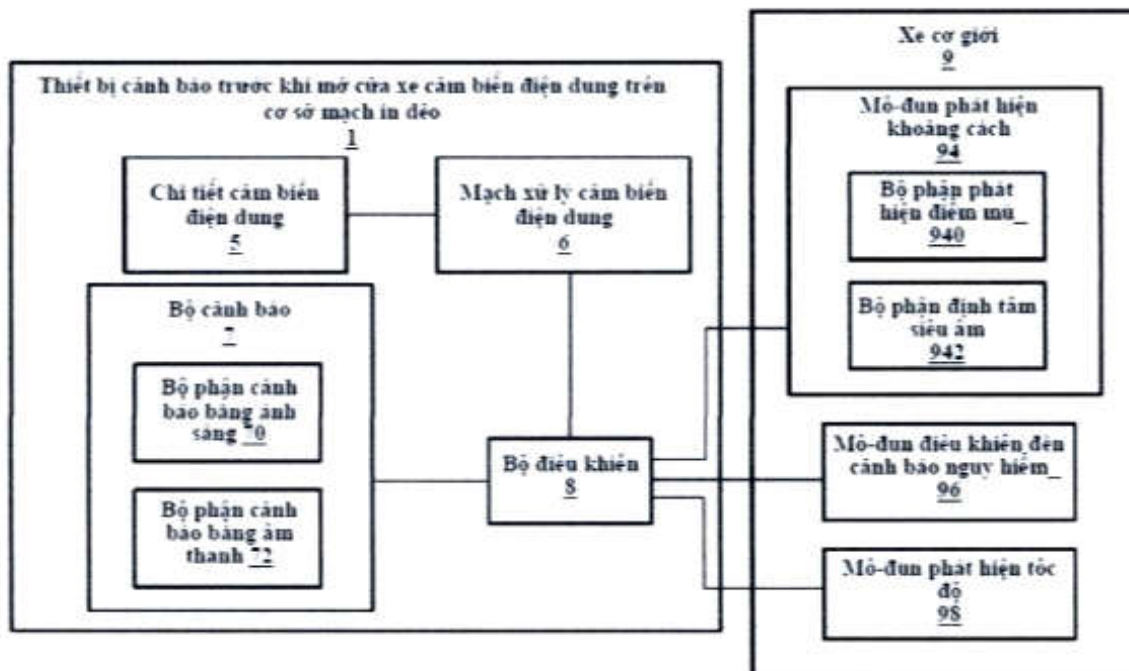 Thiết bị cảnh báo trước khi mở cửa xe cảm biến điện dung trên
cơ sở mạch in dẻo
1
Chi tiết cảm biến
điện dung
5
Mạch xử lý cảm biến
điện dung
6
Bộ cảnh báo
7
Bộ phận cảnh
báo bằng ánh
sáng 70
Bộ phận cảnh
báo bằng âm
thanh 72
Bộ điều khiển
8
Xe cơ giới
9
Mô-đun phát hiện
khoảng cách
94
Bộ phận phát
hiện điểm mù_
940
Bộ phận định tầm
siêu âm
942
Mô-đun điều khiển đèn
cảnh báo nguy hiểm_
96
Mô-đun phát hiện tốc
độ
98